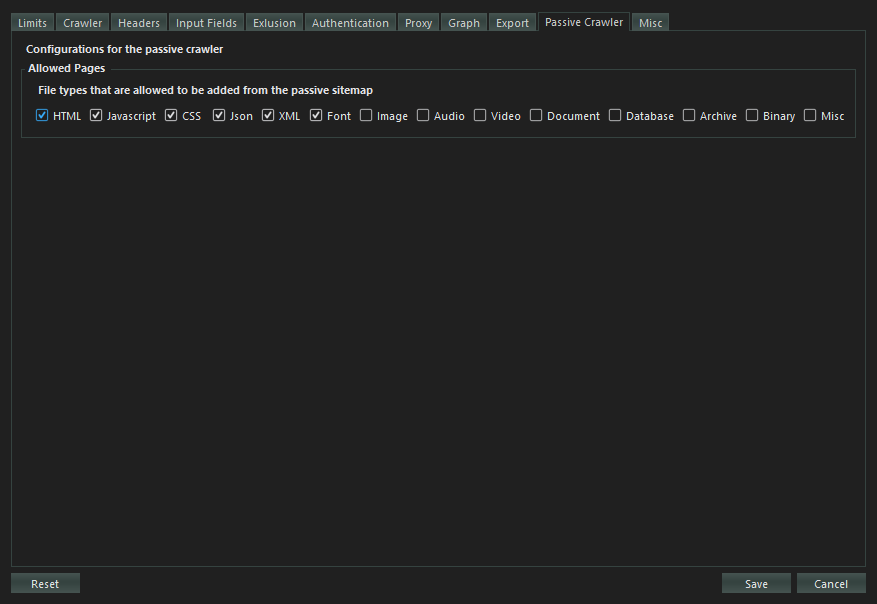 Limits Crawler Headers Input Fields Exlusion Authentication Proxy Graph Export Passive Crawler Misc
Configurations for the passive crawler
Allowed Pages
File types that are allowed to be added from the passive sitemap
HTML Javascript CSS Json XML Font Image Audio Video Document Database Archive Binary Misc
Reset Save Cancel